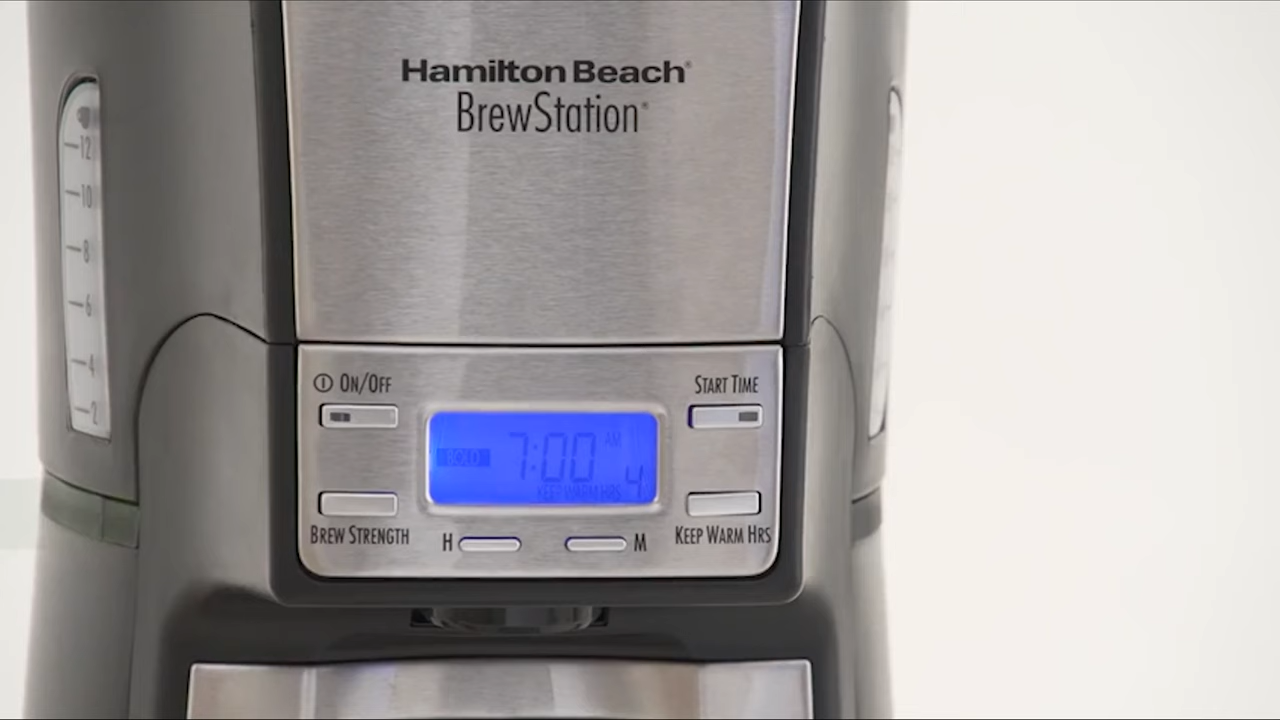 Hamilton Beach®
BrewStation®
12
10
8
6
4
2
ON/OFF
START TIME
BOLD
7:00
AM
KEEP WARM HRS
4
BREW STRENGTH
H
M
KEEP WARM HRS